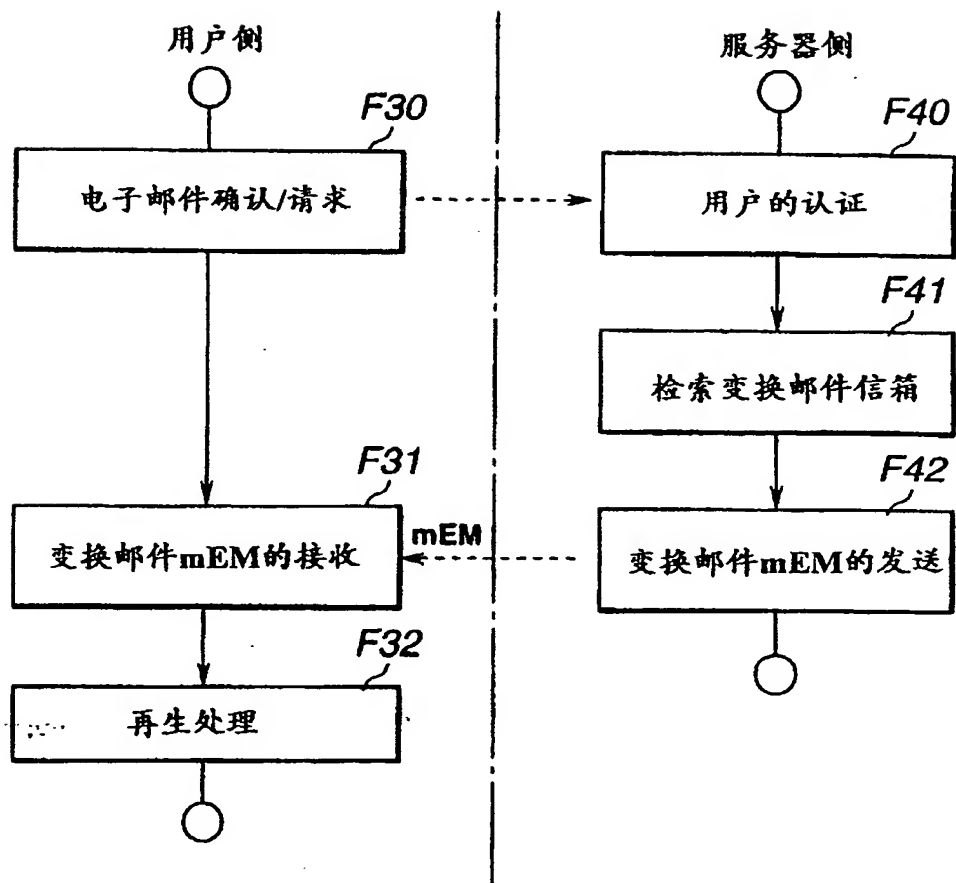 用户侧
服务器侧
F30
电子邮件确认/请求
F40
用户的认证
F41
检索变换邮件信箱
F31
变换邮件mEM的接收
mEM
F42
变换邮件mEM的发送
F32
再生处理